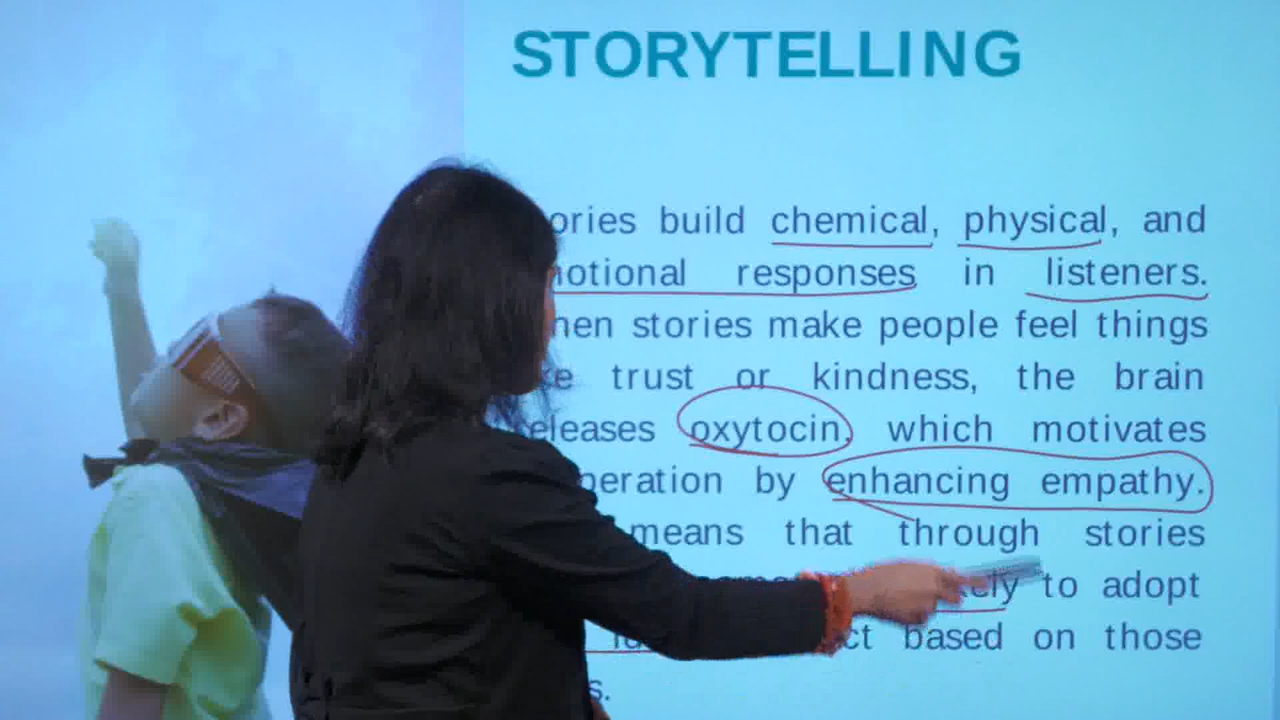 STORYTELLING
ories build chemical, physical, and
notional responses in listeners.
hen stories make people feel things
ke trust or kindness, the brain
eleases oxytocin, which motivates
peration by enhancing empathy.
means that through stories
ely to adopt
ct based on those
s.